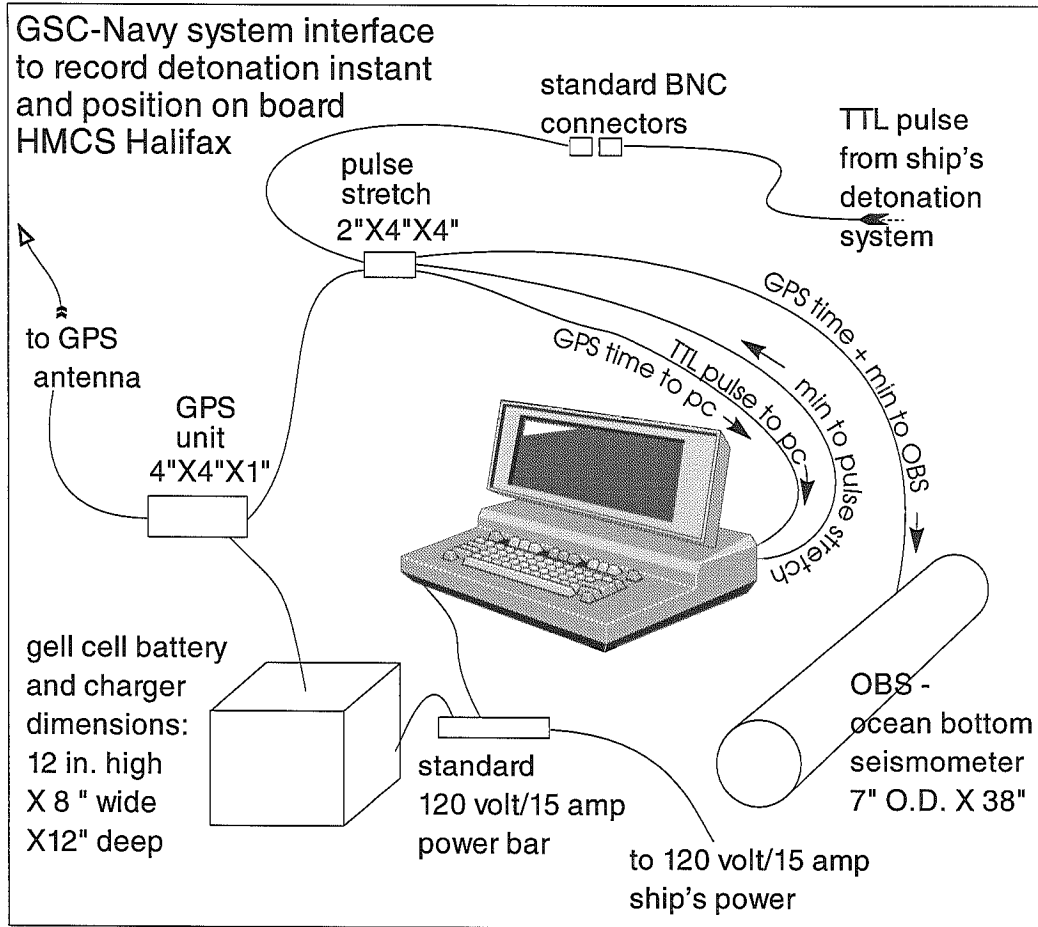 GSC-Navy system interface
to record detonation instant
and position on board
HMCS Halifax
standard BNC
connectors
TTL pulse
from ship's
detonation
system
pulse
stretch
2"X4"X4"
to GPS
antenna
GPS
unit
4"X4"X1"
GPS time + min to OBS
min to pulse stretch
TTL pulse to pc
GPS time to pc
gell cell battery
and charger
dimensions:
12 in. high
X 8 " wide
X12" deep
standard
120 volt/15 amp
power bar
to 120 volt/15 amp
ship's power
OBS -
ocean bottom
seismometer
7" O.D. X 38"